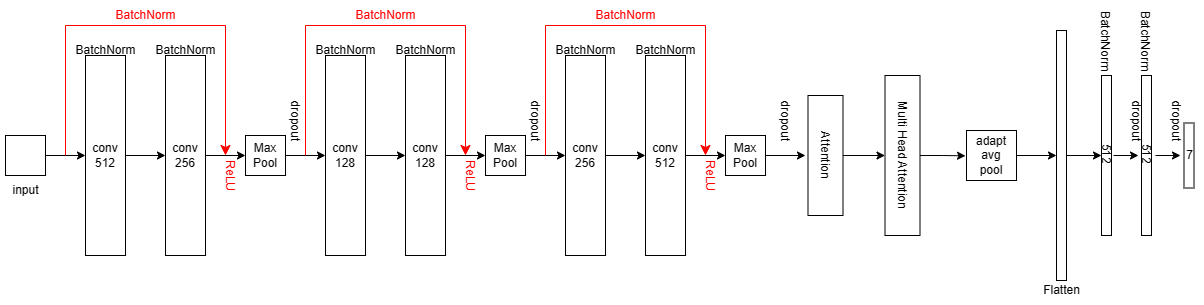 BatchNorm
BatchNorm
BatchNorm
BatchNorm
BatchNorm
BatchNorm
BatchNorm
BatchNorm
BatchNorm
BatchNorm
BatchNorm
input
conv
512
conv
256
ReLU
Max
Pool
dropout
conv
128
conv
128
ReLU
Max
Pool
dropout
conv
256
conv
512
ReLU
Max
Pool
dropout
Attention
Multi Head Attention
adapt
avg
pool
Flatten
512
dropout
512
dropout
7